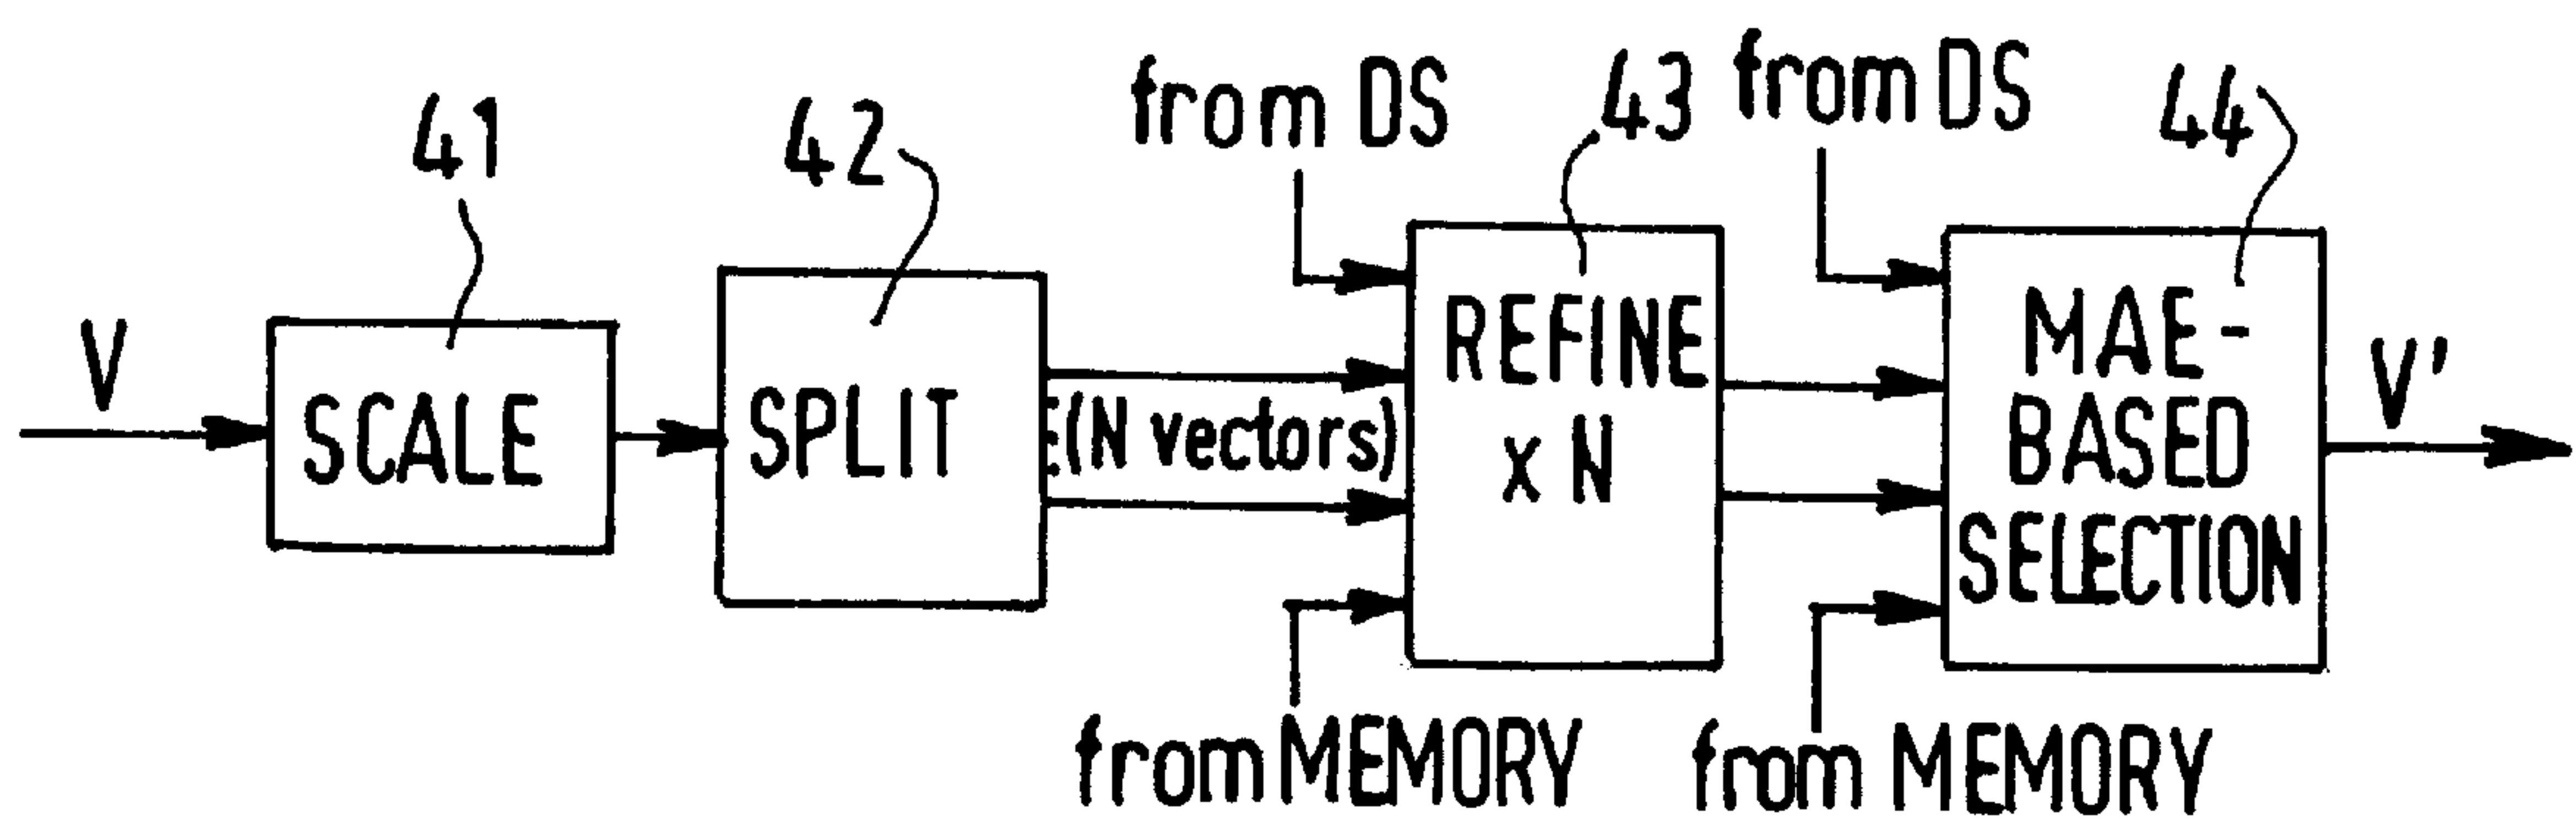 41
42
from DS
43
from DS
44
V
SCALE
SPLIT
(N vectors)
REFINE
x N
MAE-
BASED
SELECTION
V'
from MEMORY
from MEMORY